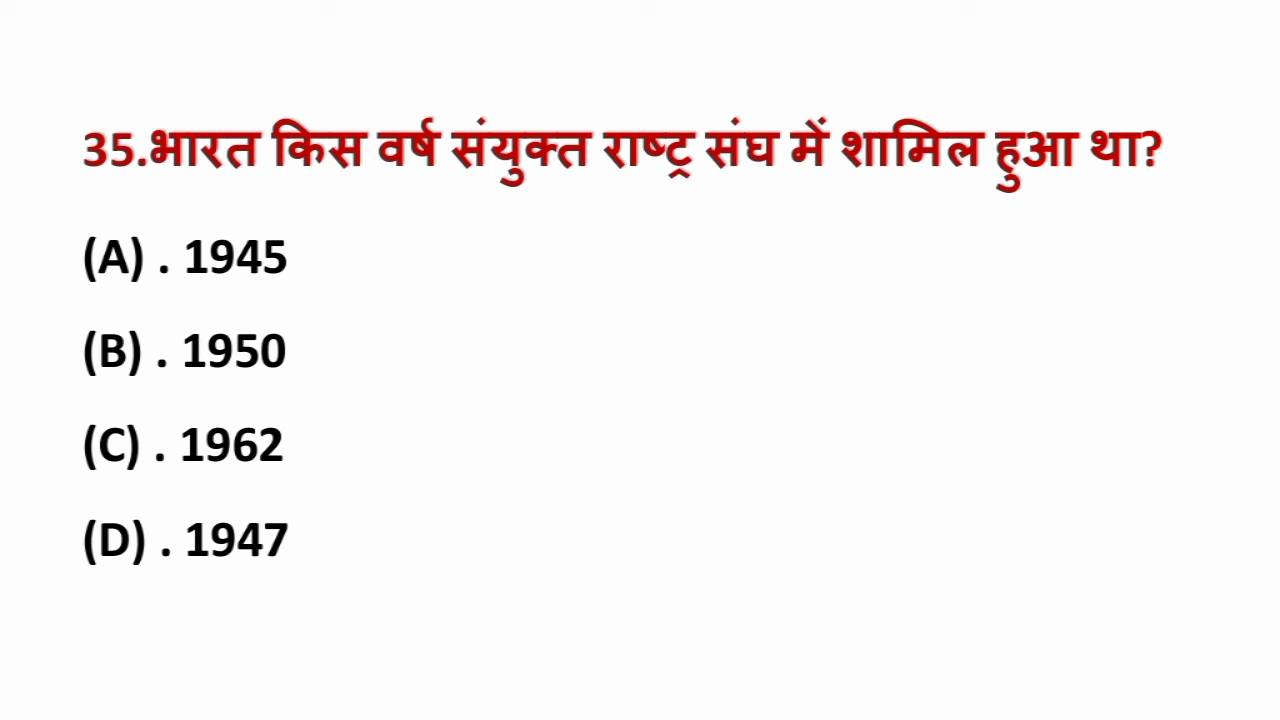 35.भारत किस वर्ष संयुक्त राष्ट्र संघ में शामिल हुआ था?
(A) . 1945
(B) . 1950
(C) . 1962
(D) . 1947